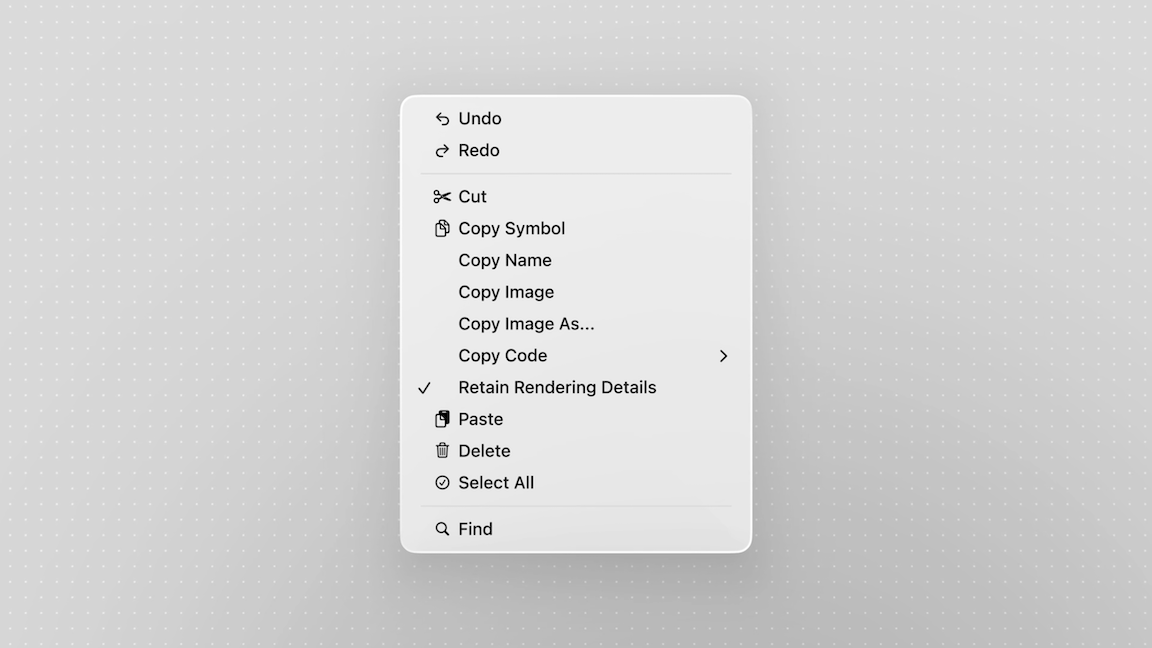 Undo
Redo
Cut
Copy Symbol
Copy Name
Copy Image
Copy Image As...
Copy Code
Retain Rendering Details
Paste
Delete
Select All
Find